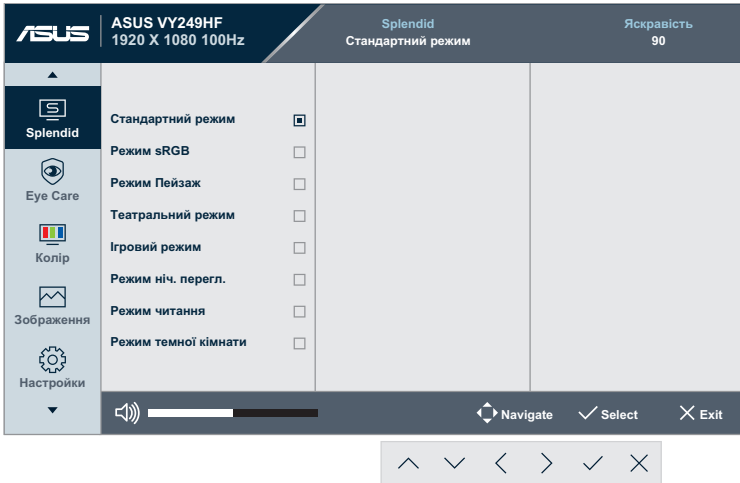 ASUS
ASUS VY249HF
1920 X 1080 100Hz
Splendid
Стандартний режим
Яскравість
90
Splendid
Eye Care
Колір
Зображення
Настройки
Стандартний режим
Режим sRGB
Режим Пейзаж
Театральний режим
Ігровий режим
Режим ніч. перегл.
Режим читання
Режим темної кімнати
Navigate
Select
Exit